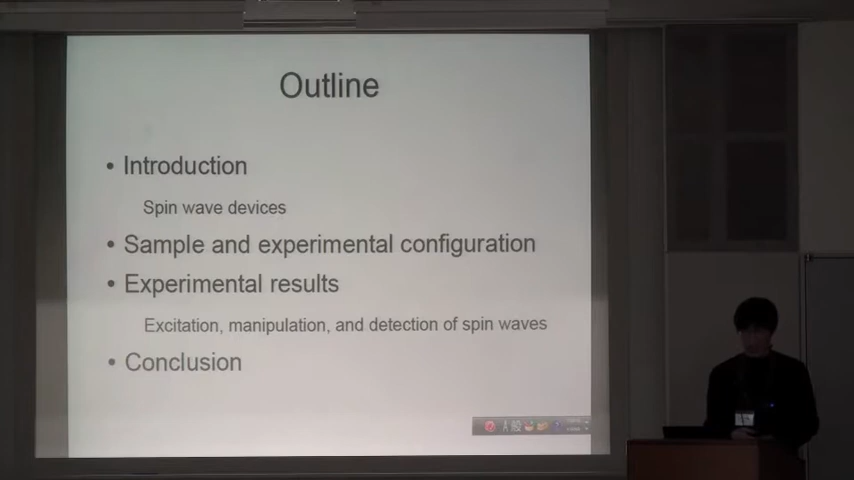 Outline
• Introduction
Spin wave devices
• Sample and experimental configuration
• Experimental results
Excitation, manipulation, and detection of spin waves
• Conclusion